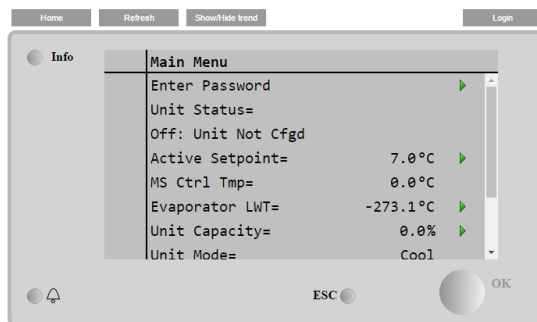 Home Refresh Show/Hide trend Login
Info
Main Menu
Enter Password
Unit Status=
Off: Unit Not Cfgd
Active Setpoint= 7.0°C
MS Ctrl Tmp= 0.0°C
Evaporator LWT= -273.1°C
Unit Capacity= 0.0%
Unit Mode= Cool
ESC OK